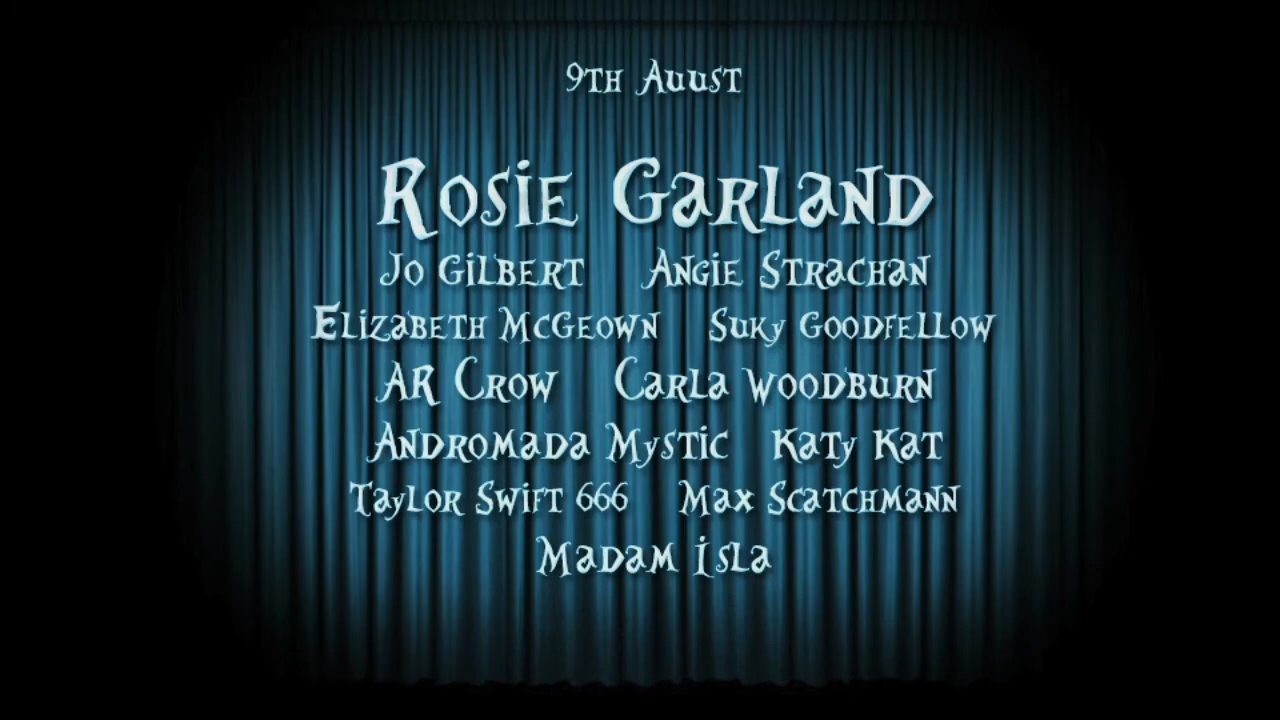 9th Auust
Rosie Garland
Jo Gilbert Angie Strachan
Elizabeth McGeown Suky Goodfellow
AR Crow Carla Woodburn
Andromada Mystic Katy Kat
Taylor Swift 666 Max Scatchmann
Madam Isla